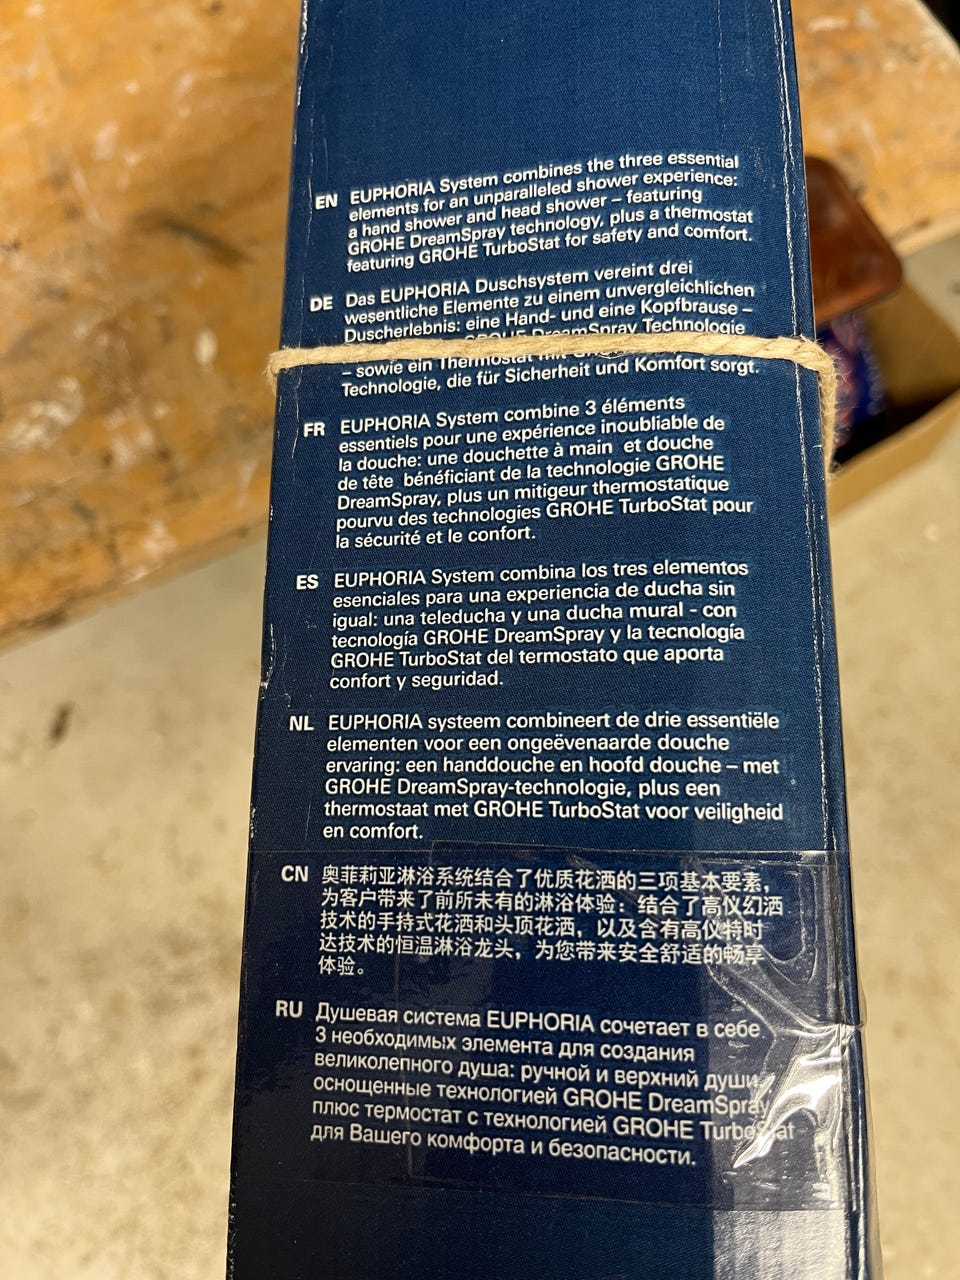 EN EUPHORIA System combines the three essential
elements for an unparalleled shower experience:
a hand shower and head shower – featuring
GROHE DreamSpray technology, plus a thermostat
featuring GROHE TurboStat for safety and comfort.
DE Das EUPHORIA Duschsystem vereint drei
wesentliche Elemente zu einem unvergleichlichen
Duscherlebnis: eine Hand- und eine Kopfbrause –
GROHE DreamSpray Technologie
– sowie ein Thermostat mit
Technologie, die für Sicherheit und Komfort sorgt.
FR EUPHORIA System combine 3 éléments
essentiels pour une expérience inoubliable de
la douche: une douchette à main et douche
de tête bénéficiant de la technologie GROHE
DreamSpray, plus un mitigeur thermostatique
pourvu des technologies GROHE TurboStat pour
la sécurité et le confort.
ES EUPHORIA System combina los tres elementos
esenciales para una experiencia de ducha sin
igual: una teleducha y una ducha mural - con
tecnología GROHE DreamSpray y la tecnología
GROHE TurboStat del termostato que aporta
confort y seguridad.
NL EUPHORIA systeem combineert de drie essentiële
elementen voor een ongeëvenaarde douche
ervaring: een handdouche en hoofd douche – met
GROHE DreamSpray-technologie, plus een
thermostaat met GROHE TurboStat voor veiligheid
en comfort.
CN 奥菲莉亚淋浴系统结合了优质花洒的三项基本要素，
为客户带来了前所未有的淋浴体验：结合了高仪幻洒
技术的手持式花洒和头顶花洒，以及含有高仪特时
达技术的恒温淋浴龙头，为您带来安全舒适的畅享
体验。
RU Душевая система EUPHORIA сочетает в себе
3 необходимых элемента для создания
великолепного душа: ручной и верхний души,
оснощенные технологией GROHE DreamSpray
плюс термостат с технологией GROHE TurboStat
для Вашего комфорта и безопасности.